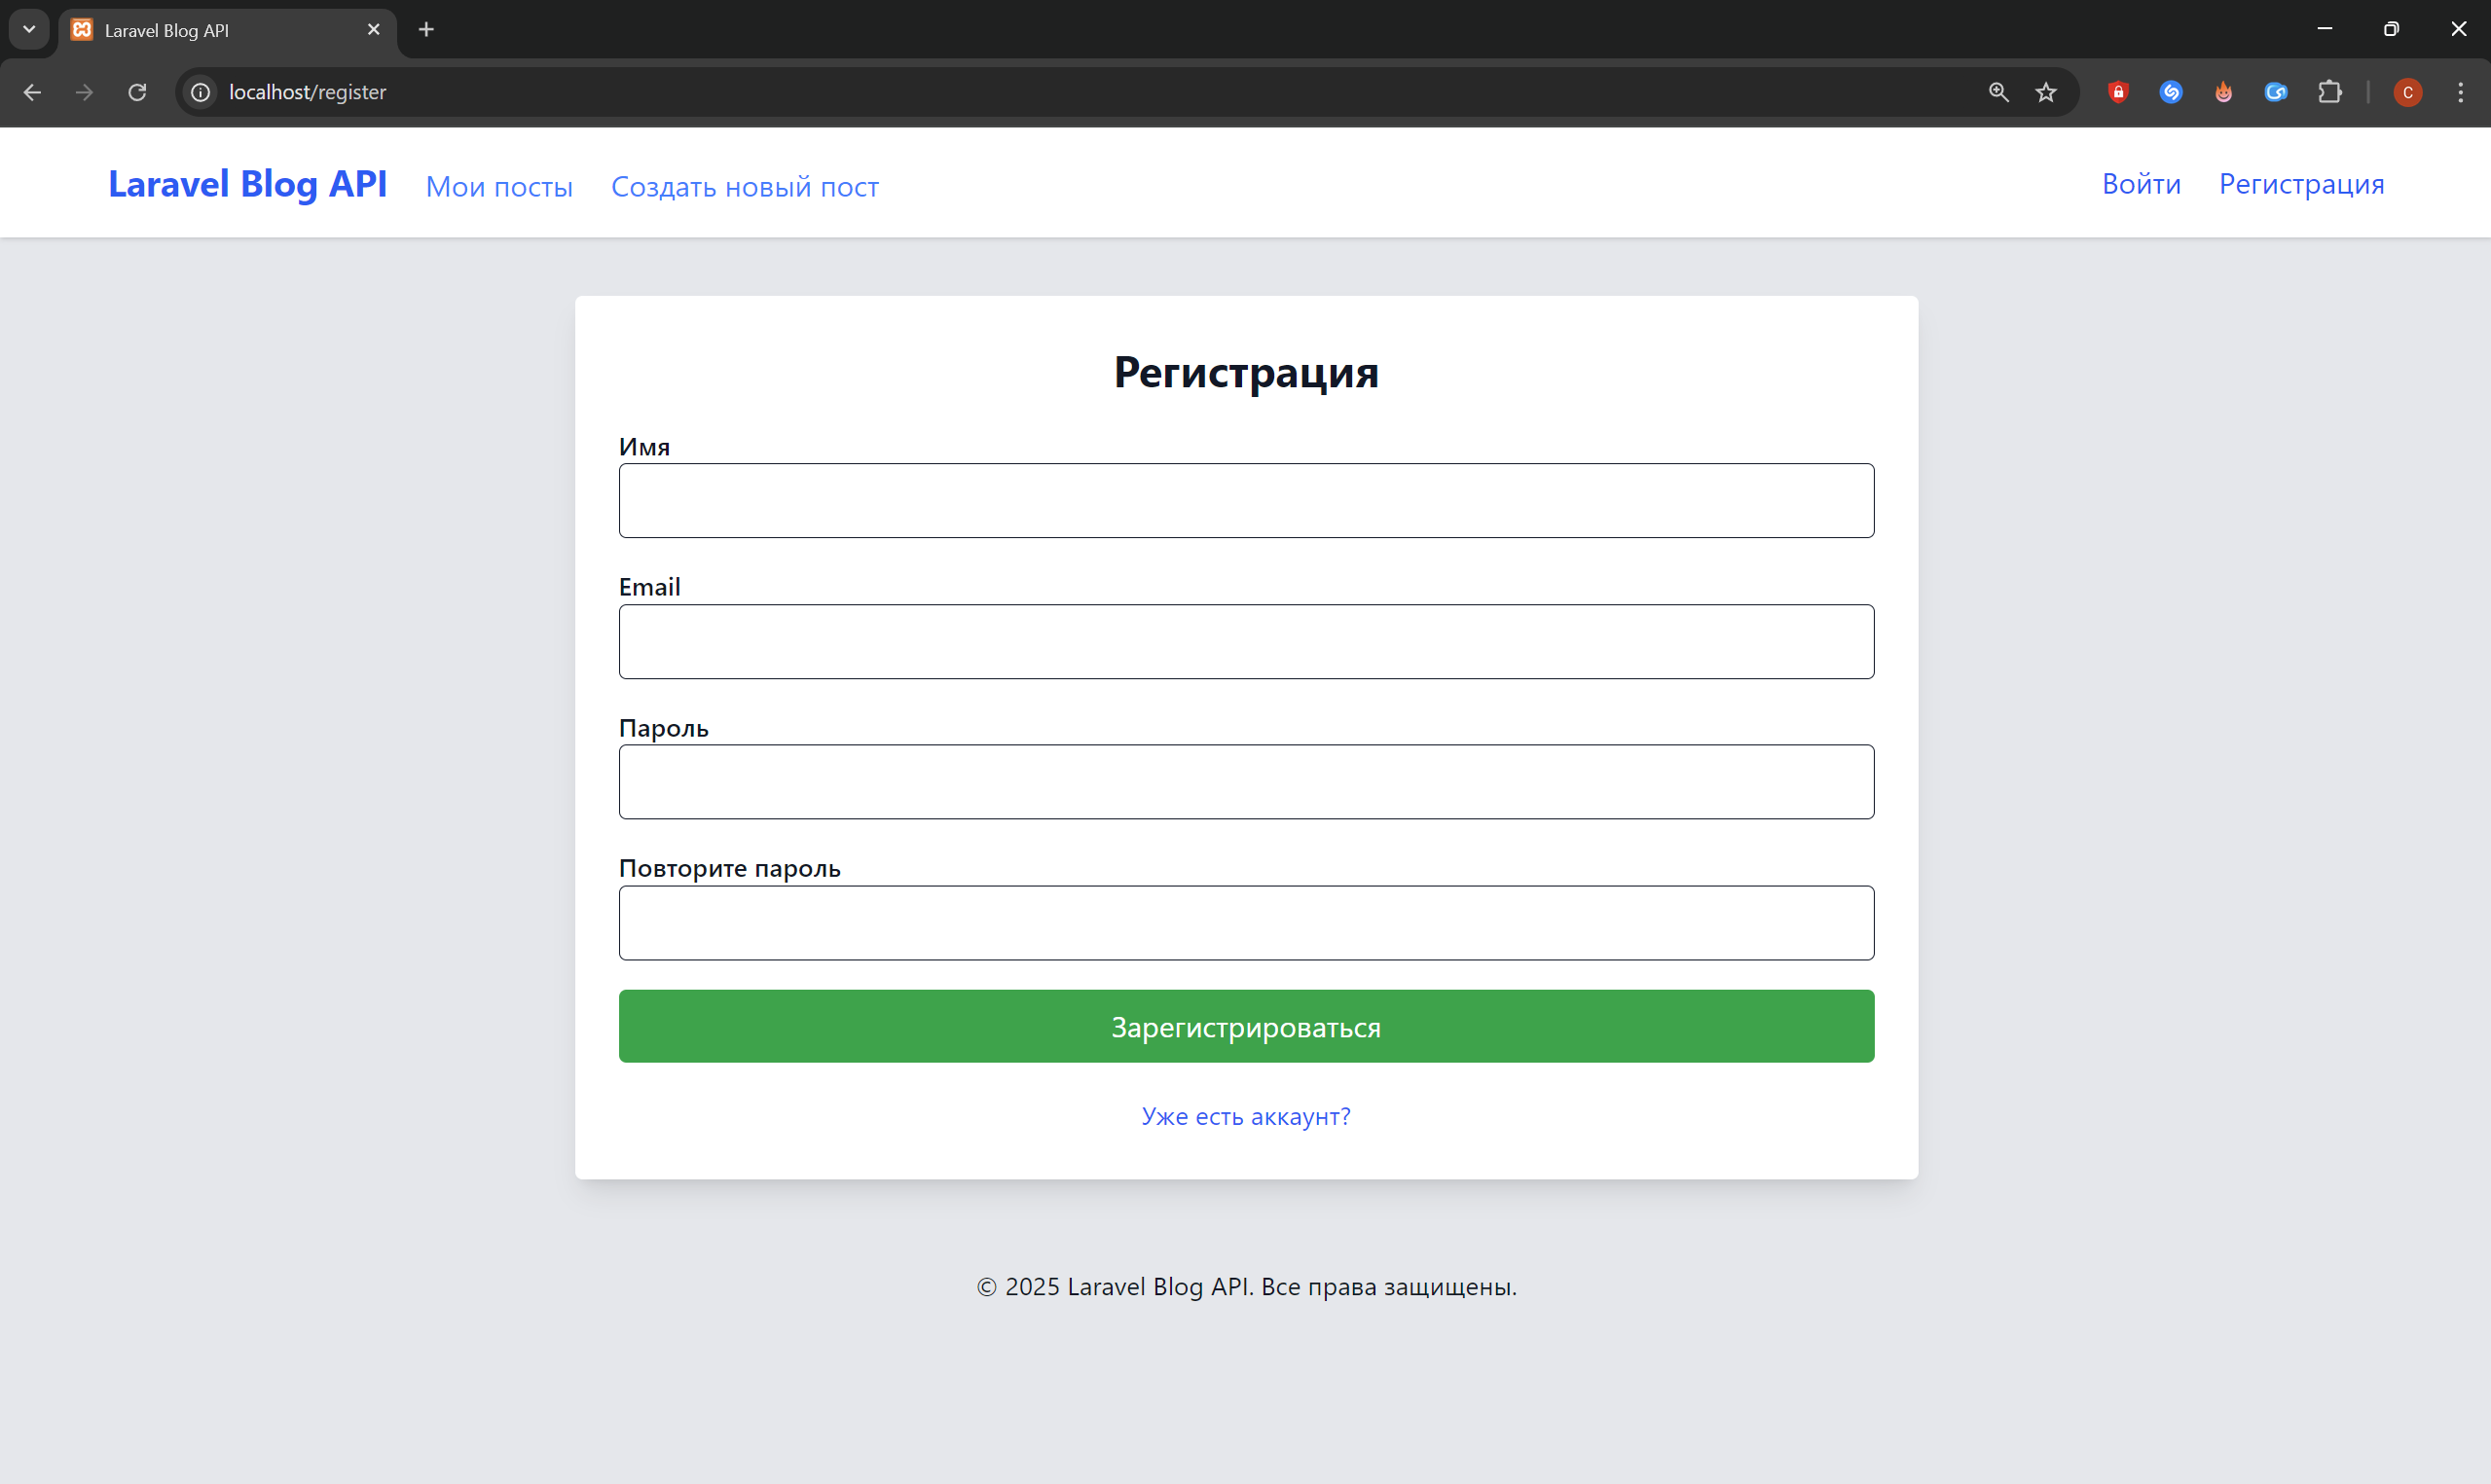 Laravel Blog API
localhost/register
C
Laravel Blog API Мои посты Создать новый пост Войти Регистрация
Регистрация
Имя
Email
Пароль
Повторите пароль
Зарегистрироваться
Уже есть аккаунт?
© 2025 Laravel Blog API. Все права защищены.